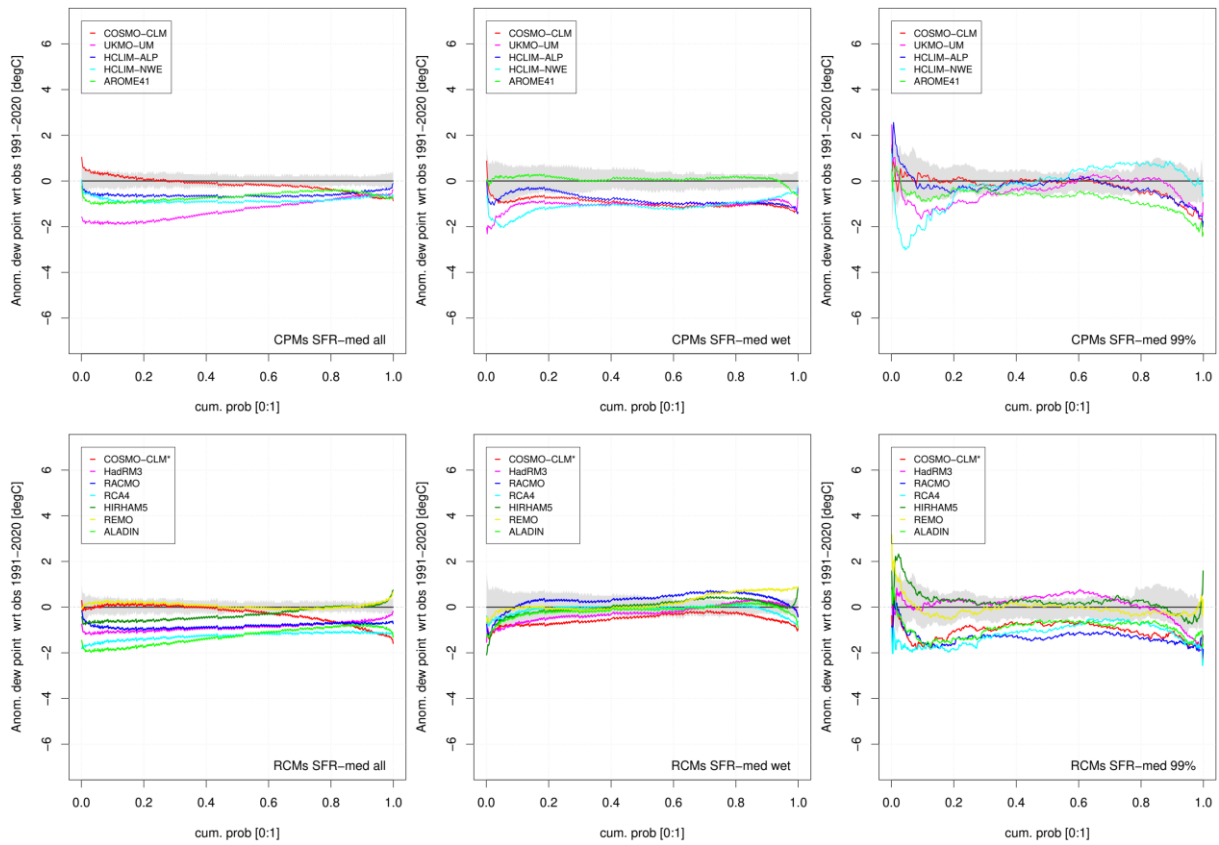 Anom. dew point wrt obs 1991−2020 [degC]
6
4
2
0
−2
−4
−6
COSMO−CLM
UKMO−UM
HCLIM−ALP
HCLIM−NWE
AROME41
CPMs SFR−med all
0.0 0.2 0.4 0.6 0.8 1.0
cum. prob [0:1]
Anom. dew point wrt obs 1991−2020 [degC]
6
4
2
0
−2
−4
−6
COSMO−CLM
UKMO−UM
HCLIM−ALP
HCLIM−NWE
AROME41
CPMs SFR−med wet
0.0 0.2 0.4 0.6 0.8 1.0
cum. prob [0:1]
Anom. dew point wrt obs 1991−2020 [degC]
6
4
2
0
−2
−4
−6
COSMO−CLM
UKMO−UM
HCLIM−ALP
HCLIM−NWE
AROME41
CPMs SFR−med 99%
0.0 0.2 0.4 0.6 0.8 1.0
cum. prob [0:1]
Anom. dew point wrt obs 1991−2020 [degC]
6
4
2
0
−2
−4
−6
COSMO−CLM*
HadRM3
RACMO
RCA4
HIRHAM5
REMO
ALADIN
RCMs SFR−med all
0.0 0.2 0.4 0.6 0.8 1.0
cum. prob [0:1]
Anom. dew point wrt obs 1991−2020 [degC]
6
4
2
0
−2
−4
−6
COSMO−CLM*
HadRM3
RACMO
RCA4
HIRHAM5
REMO
ALADIN
RCMs SFR−med wet
0.0 0.2 0.4 0.6 0.8 1.0
cum. prob [0:1]
Anom. dew point wrt obs 1991−2020 [degC]
6
4
2
0
−2
−4
−6
COSMO−CLM*
HadRM3
RACMO
RCA4
HIRHAM5
REMO
ALADIN
RCMs SFR−med 99%
0.0 0.2 0.4 0.6 0.8 1.0
cum. prob [0:1]